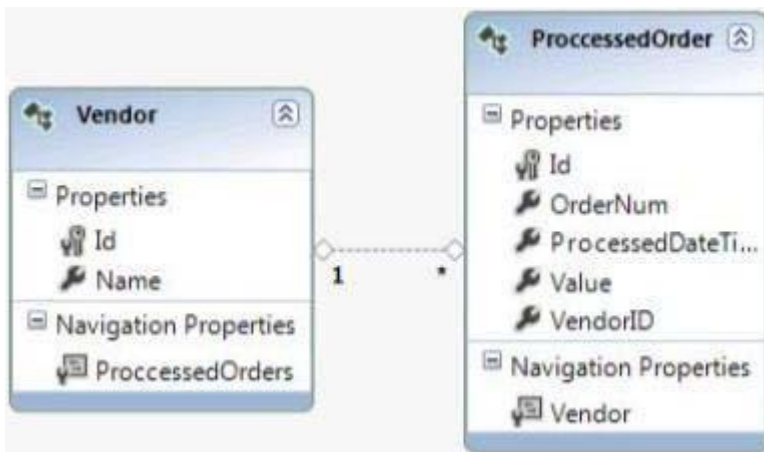 Vendor
Properties
Id
Name
Navigation Properties
ProccessedOrders
1
*
ProccessedOrder
Properties
Id
OrderNum
ProcessedDateTi...
Value
VendorID
Navigation Properties
Vendor